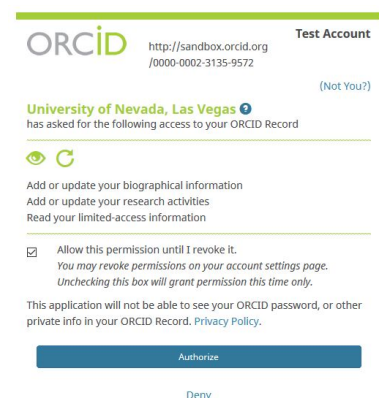 ORCID
Test Account
http://sandbox.orcid.org
/0000-0002-3135-9572
(Not You?)
University of Nevada, Las Vegas ?
has asked for the following access to your ORCID Record
Add or update your biographical information
Add or update your research activities
Read your limited-access information
Allow this permission until I revoke it.
You may revoke permissions on your account settings page.
Unchecking this box will grant permission this time only.
This application will not be able to see your ORCID password, or other
private info in your ORCID Record. Privacy Policy.
Authorize
Deny